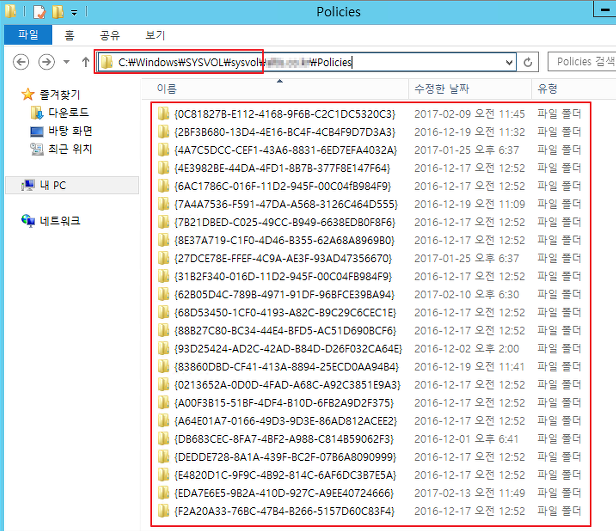 Policies
파일 홈 공유 보기
C:₩Windows₩SYSVOL₩sysvol₩ ₩Policies
Policies 검색
이름 수정한 날짜 유형
즐겨찾기
다운로드
바탕 화면
최근 위치
내 PC
네트워크
{0C81827B-E112-4168-9F6B-C2C1DC5320C3} 2017-02-09 오전 11:45 파일 폴더
{2BF3B680-13D4-4E16-BC4F-4CB4F9D7D3A3} 2016-12-19 오전 11:32 파일 폴더
{4A7C5DCC-CEF1-43A6-8831-6ED7EFA4032A} 2017-01-25 오후 6:37 파일 폴더
{4E3982BE-44DA-4FD1-8B7B-377F8E147F64} 2016-12-17 오전 12:52 파일 폴더
{6AC1786C-016F-11D2-945F-00C04fB984F9} 2016-12-17 오전 12:52 파일 폴더
{7A4A7536-F591-47DA-A568-3126C464D555} 2016-12-19 오전 11:09 파일 폴더
{7B21DBED-C025-49CC-B949-6638EDB0F8F6} 2016-12-17 오전 12:52 파일 폴더
{8E37A719-C1F0-4D46-B355-62A68A8969B0} 2016-12-17 오전 12:52 파일 폴더
{27DCE78E-FFEF-4C9A-AE3F-93AD47356670} 2017-01-25 오후 6:37 파일 폴더
{31B2F340-016D-11D2-945F-00C04FB984F9} 2016-12-17 오전 12:52 파일 폴더
{62B05D4C-789B-4971-91DF-96BFCE39BA94} 2017-02-10 오후 6:30 파일 폴더
{68D53450-1CF0-4193-A82C-B9C29C6CEC1E} 2016-12-17 오전 12:52 파일 폴더
{88B27C80-BC34-44E4-BFD5-AC51D690BCF6} 2016-12-17 오전 12:52 파일 폴더
{93D25424-AD2C-42AD-B84D-D26F032CA64E} 2016-12-02 오후 2:00 파일 폴더
{83860DBD-CF41-413A-8894-25ECD0AA94B4} 2016-12-19 오전 11:41 파일 폴더
{0213652A-0D0D-4FAD-A68C-A92C3851E9A3} 2016-12-17 오전 12:52 파일 폴더
{A00F3B15-51BF-4DF4-B10D-6FB2A9D2F375} 2016-12-17 오전 12:52 파일 폴더
{A64E01A7-0166-49D3-9D3E-86AD812ACEE2} 2016-12-17 오전 12:52 파일 폴더
{DB683CEC-8FA7-4BF2-A988-C814B59062F3} 2016-12-01 오후 6:41 파일 폴더
{DEDDE728-8A1A-439F-BC2F-07B6A8090999} 2016-12-17 오전 12:52 파일 폴더
{E4820D1C-9F9C-4B92-814C-6AF6DC3B7E5A} 2016-12-17 오전 12:52 파일 폴더
{EDA7E6E5-9B2A-410D-927C-A9EE40724666} 2017-02-13 오전 11:49 파일 폴더
{F2A20A33-76BC-47B4-B266-5157D60C83F4} 2016-12-17 오전 12:52 파일 폴더